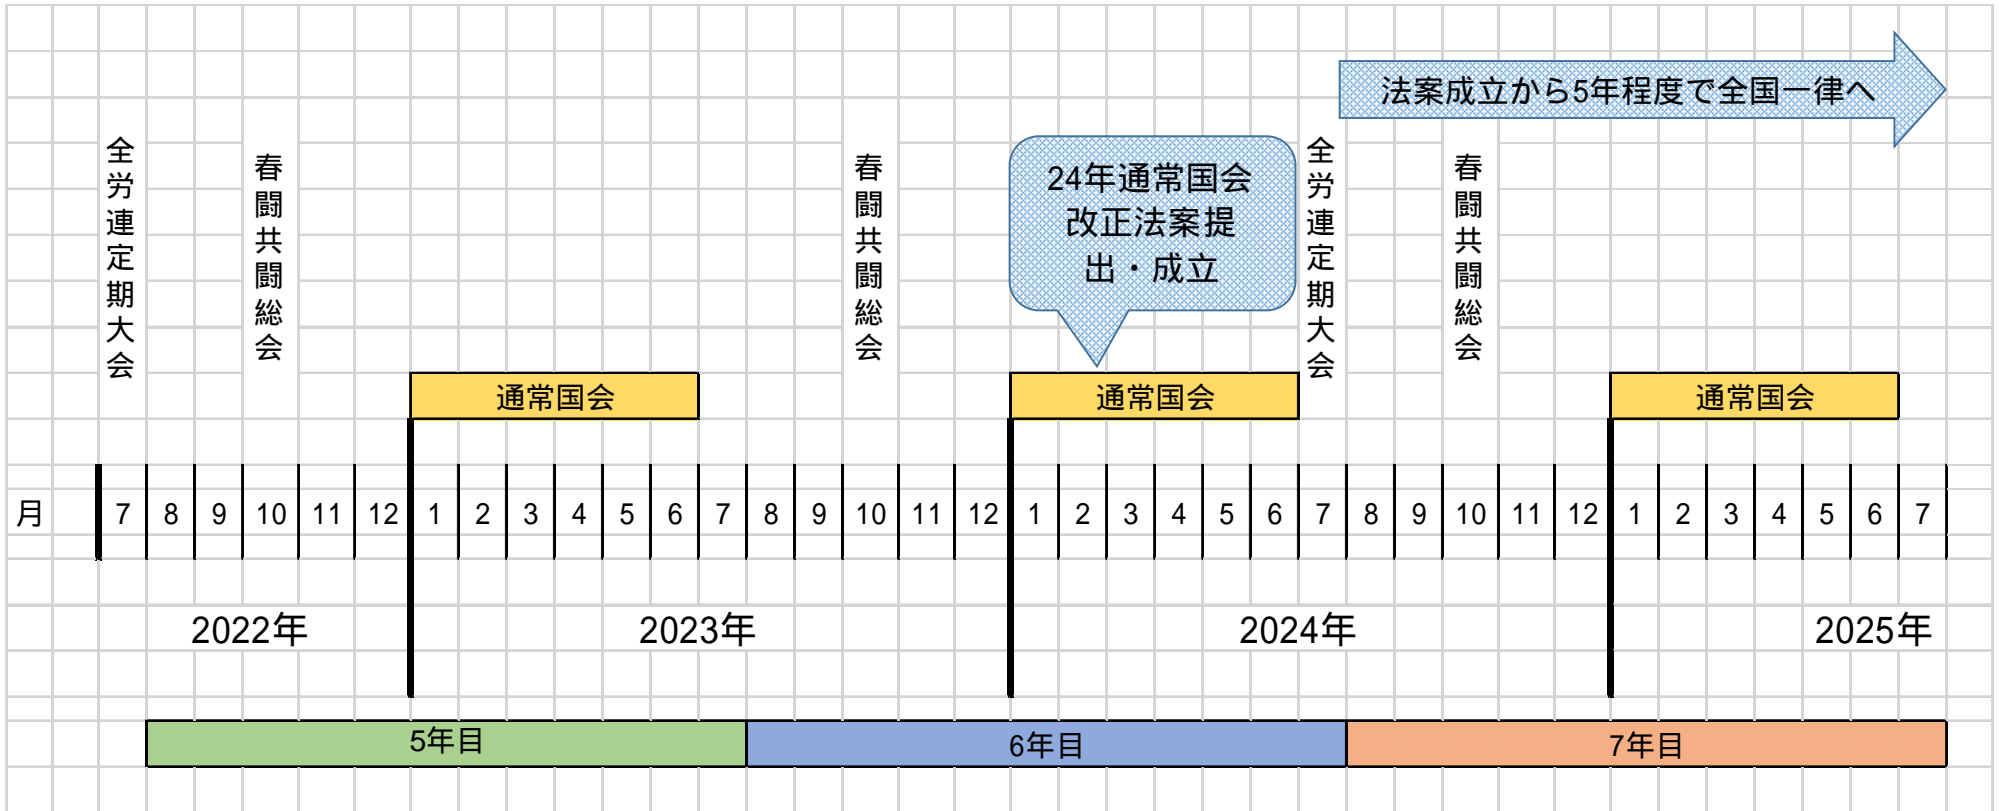 法案成立から5年程度で全国一律へ
全労連定期大会
春闘共闘総会
春闘共闘総会
24年通常国会
改正法案提
出・成立
全労連定期大会
春闘共闘総会
通常国会
通常国会
通常国会
月 7 8 9 10 11 12 1 2 3 4 5 6 7 8 9 10 11 12 1 2 3 4 5 6 7 8 9 10 11 12 1 2 3 4 5 6 7
2022年 2023年 2024年 2025年
5年目 6年目 7年目